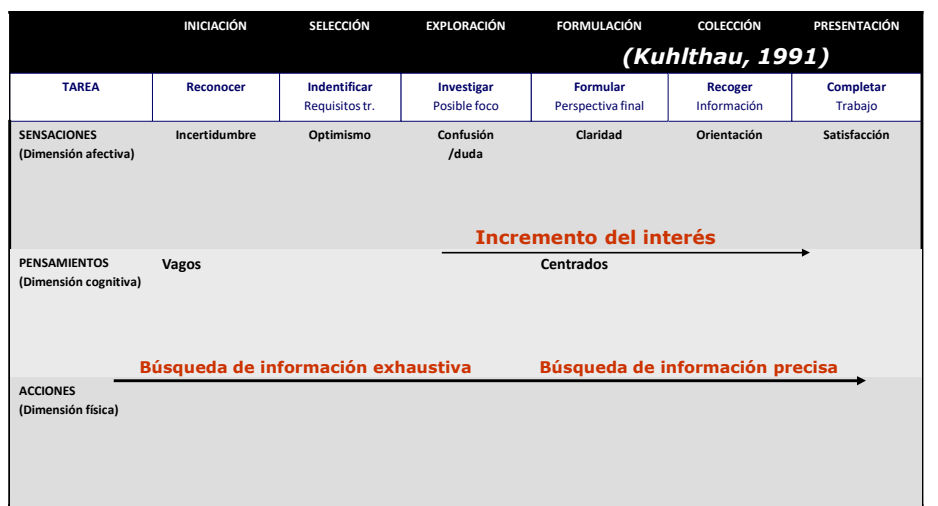 INICIACIÓN SELECCIÓN EXPLORACIÓN FORMULACIÓN COLECCIÓN PRESENTACIÓN
(Kuhlthau, 1991)
TAREA Reconocer Indentificar Investigar Formular Recoger Completar
Requisitos tr. Posible foco Perspectiva final Información Trabajo
SENSACIONES Incertidumbre Optimismo Confusión Claridad Orientación Satisfacción
(Dimensión afectiva) /duda
Incremento del interés
PENSAMIENTOS Vagos Centrados
(Dimensión cognitiva)
Búsqueda de información exhaustiva Búsqueda de información precisa
ACCIONES
(Dimensión física)